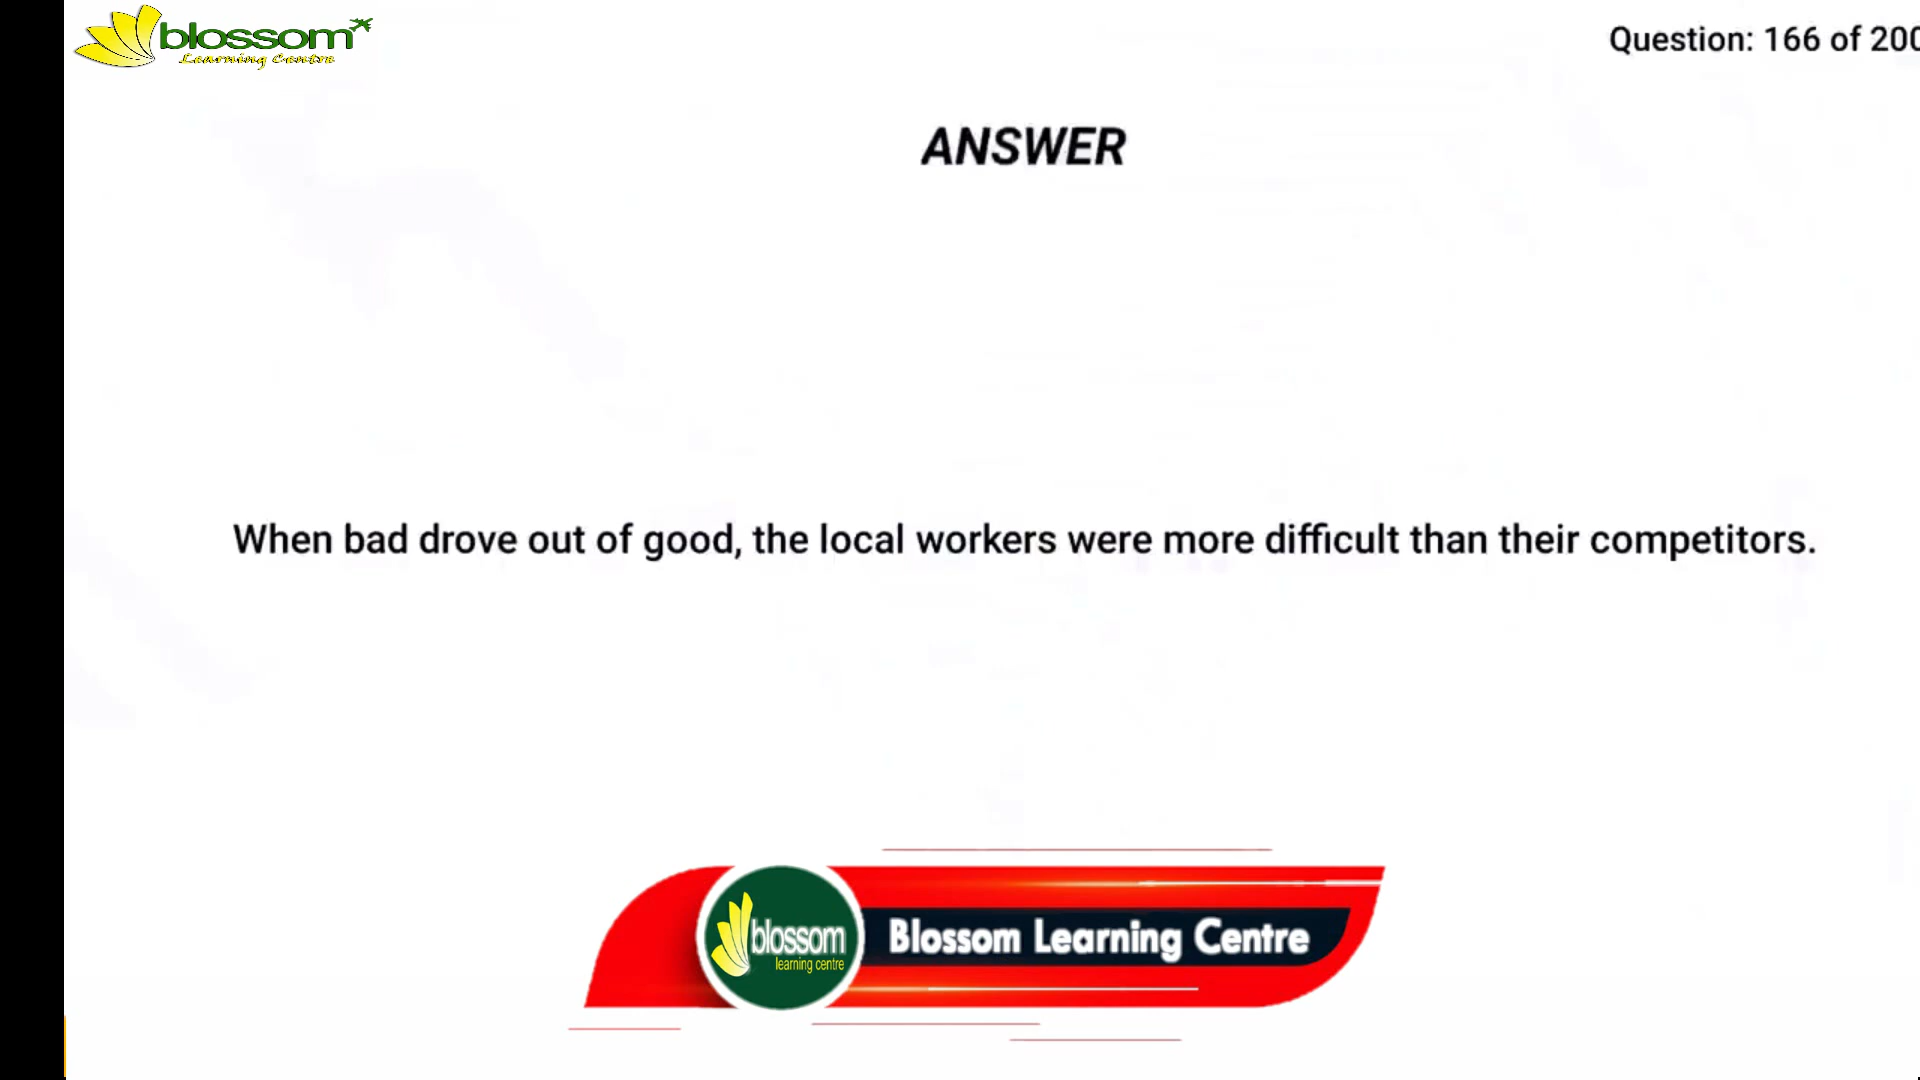 blossom
Learning Centre
Question: 166 of 200
ANSWER
When bad drove out of good, the local workers were more difficult than their competitors.
blossom
learning centre
Blossom Learning Centre